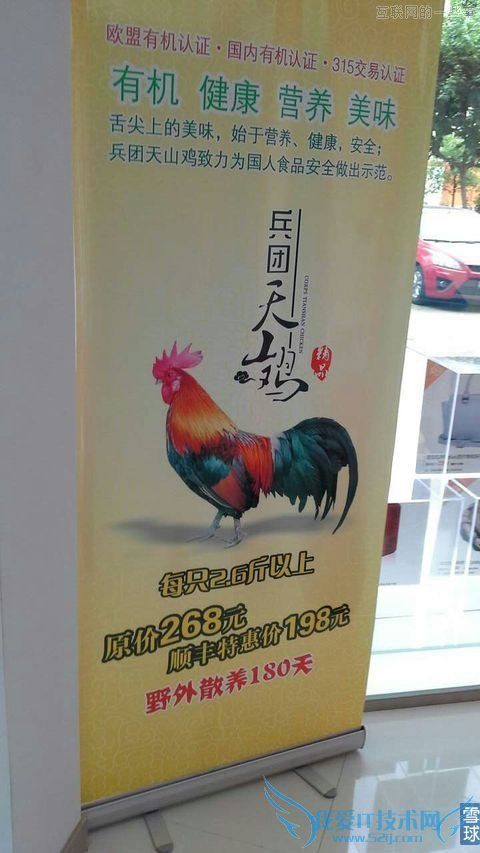 互联网的一些事
欧盟有机认证·国内有机认证·315交易认证
有机 健康 营养 美味
舌尖上的美味，始于营养、健康，安全；
兵团天山鸡致力为国人食品安全做出示范。
兵团天山鸡
CORPS TIANSHAN CHICKEN
精品
每只2.6斤以上
原价268元
顺丰特惠价198元
野外散养180天
我爱IT技术网
www.52ij.com
雪球